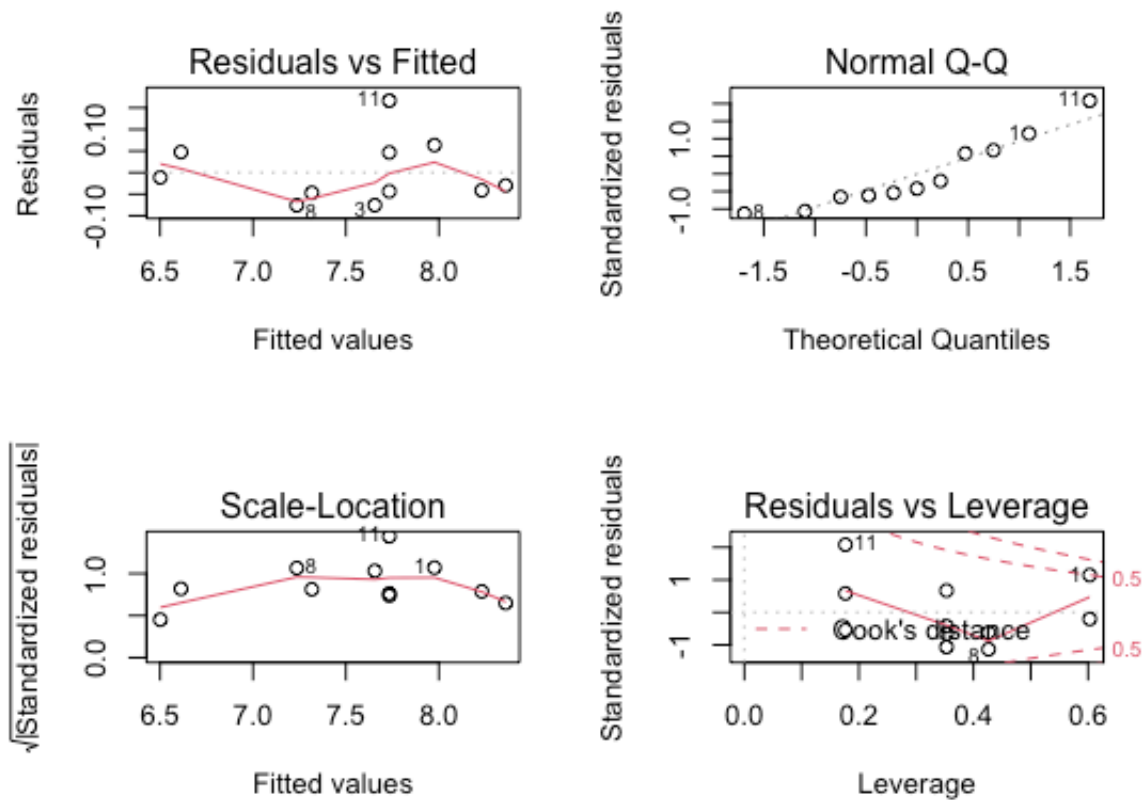 Residuals vs Fitted
Residuals
0.10
-0.10
11
8
3
6.5 7.0 7.5 8.0
Fitted values
Normal Q-Q
Standardized residuals
1.0
-1.0
11
1
8
-1.5 -0.5 0.5 1.5
Theoretical Quantiles
Scale-Location
√|Standardized residuals|
1.0
0.0
11
8
1
6.5 7.0 7.5 8.0
Fitted values
Residuals vs Leverage
Standardized residuals
1
-1
11
1
0.5
Cook's distance
8
0.5
0.0 0.2 0.4 0.6
Leverage